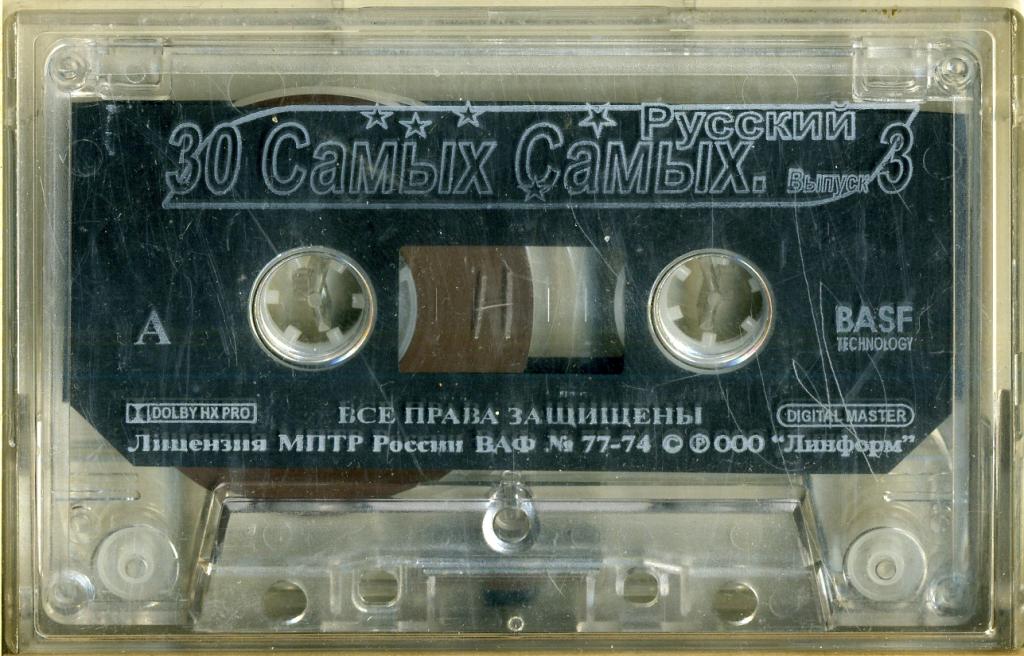 Русский
30 Самых Самых. Выпуск 3
A
BASF
TECHNOLOGY
DOLBY HX PRO
ВСЕ ПРАВА ЗАЩИЩЕНЫ
DIGITAL MASTER
Лицензия МПТР России ВАФ № 77-74 © ℗ ООО "Линформ"